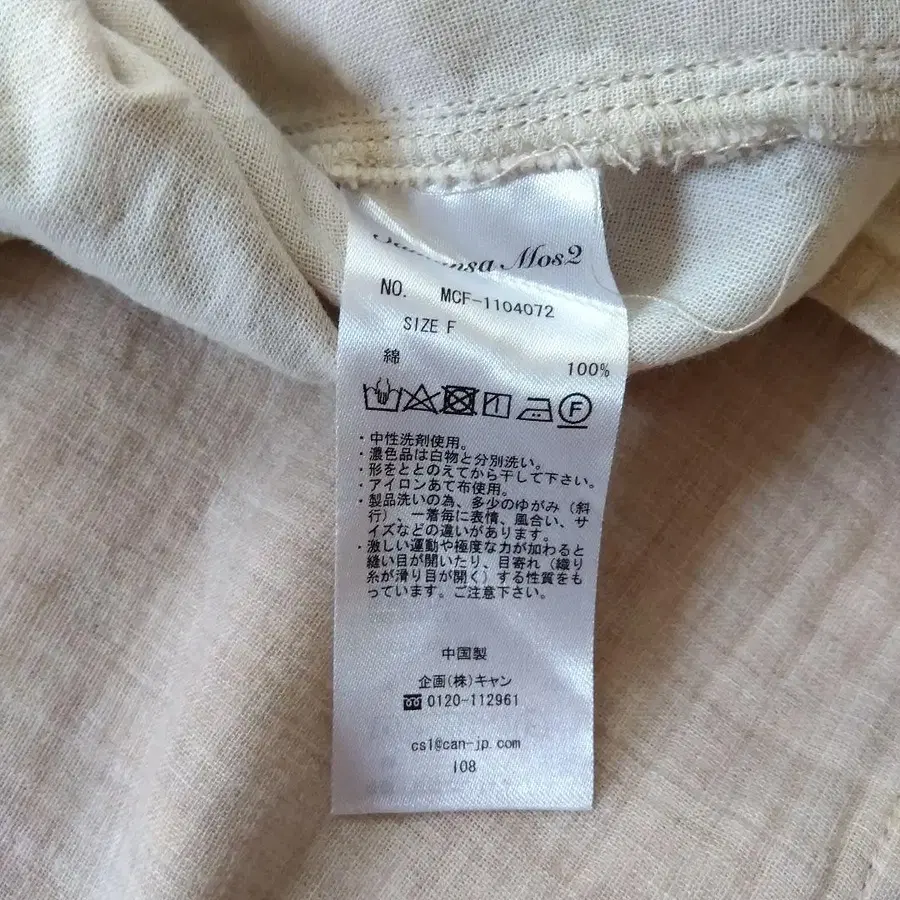 Mos2
NO. MCF-1104072
SIZE F
綿 100%
F
・中性洗剤使用。
・濃色品は白物と分別洗い。
・形をととのえてから干して下さい。
・アイロンあて布使用。
・製品洗いの為、多少のゆがみ（斜
行）、一着毎に表情、風合い、サ
イズなどの違いがあります。
・激しい運動や極度な力が加わると
縫い目が開いたり、目寄れ（織り
糸が滑り目が開く）する性質をも
っています。ご注意下さい。
中国製
企画(株)キャン
0120-112961
cs1@can-jp.com
108